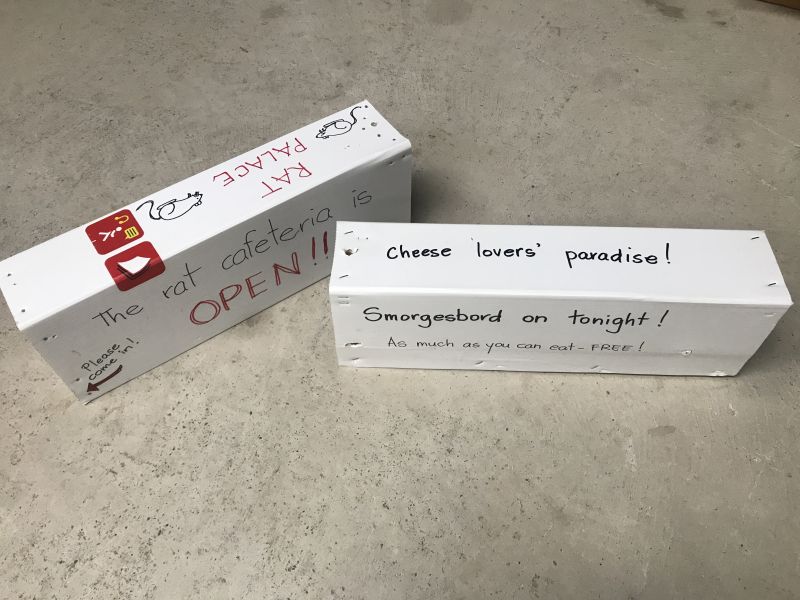 RAT
PALACE
The rat cafeteria is
OPEN!!
Please
come in!
Cheese lovers' paradise!
Smorgesbord on tonight!
As much as you can eat - FREE!